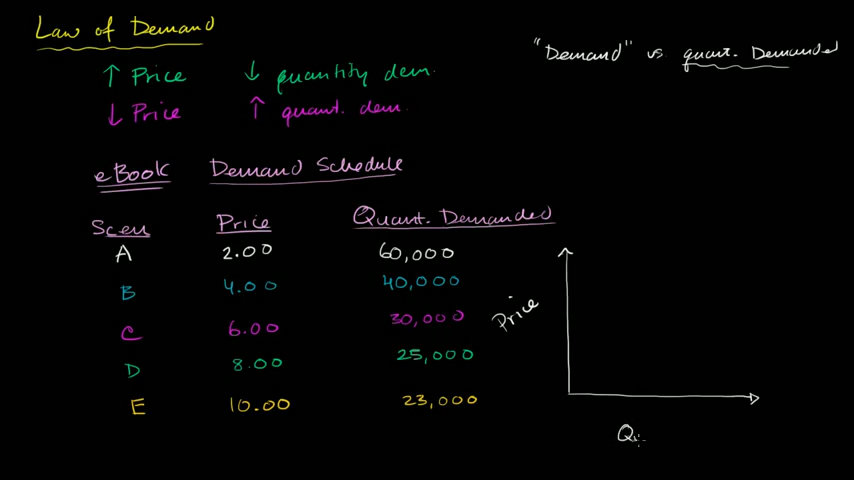 Law of Demand
"Demand" vs quant. Demanded
↑ Price ↓ quantity dem.
↓ Price ↑ quant. dem.
eBook Demand Schedule
Scen Price Quant. Demanded
A 2.00 60,000
B 4.00 40,000
C 6.00 30,000
D 8.00 25,000
E 10.00 23,000
Price
Qu